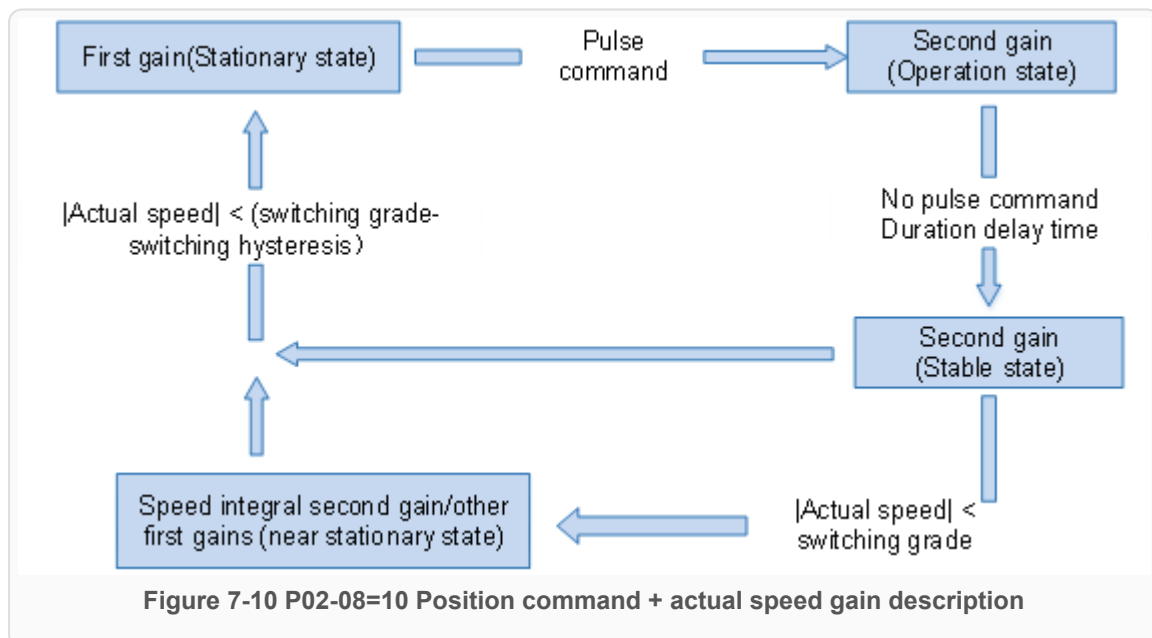 First gain(Stationary state)
Pulse
command
Second gain
(Operation state)
|Actual speed| < (switching grade-
switching hysteresis)
No pulse command
Duration delay time
Second gain
(Stable state)
Speed integral second gain/other
first gains (near stationary state)
|Actual speed| <
switching grade
Figure 7-10 P02-08=10 Position command + actual speed gain description